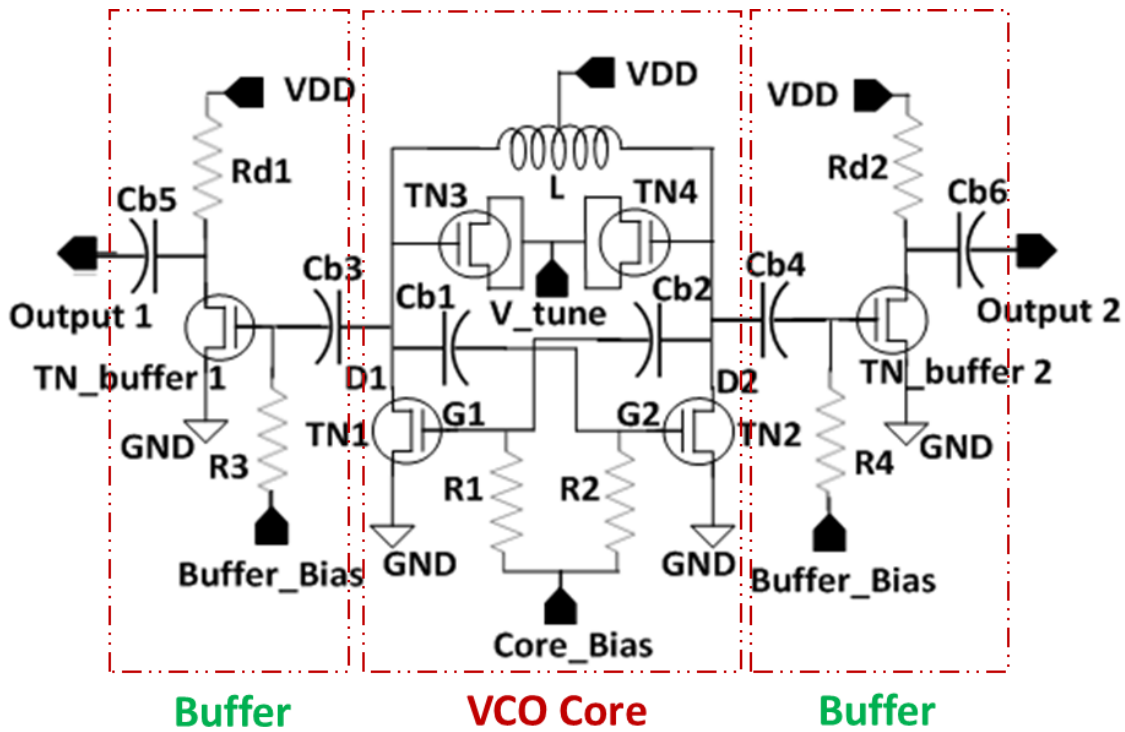 VDD
VDD
VDD
Rd1
L
Rd2
TN3
TN4
Cb5
Cb6
Cb3
Cb4
Cb1
Cb2
V_tune
Output 1
Output 2
TN_buffer 1
D1
D2
TN_buffer 2
G1
G2
GND
TN1
TN2
GND
R3
R1
R2
R4
GND
GND
Buffer_Bias
Buffer_Bias
Core_Bias
Buffer
VCO Core
Buffer